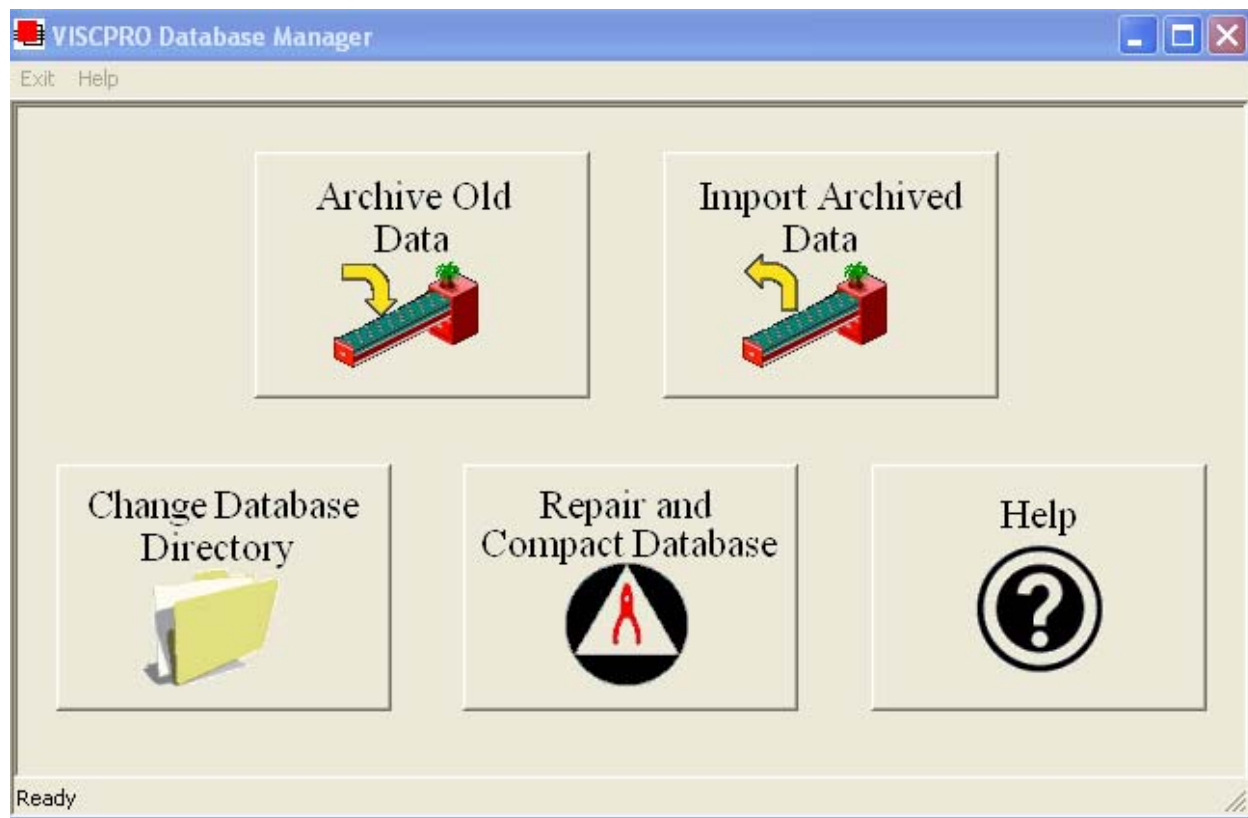 VISCPRO Database Manager
Exit Help
Archive Old
Data
Import Archived
Data
Change Database
Directory
Repair and
Compact Database
Help
?
Ready